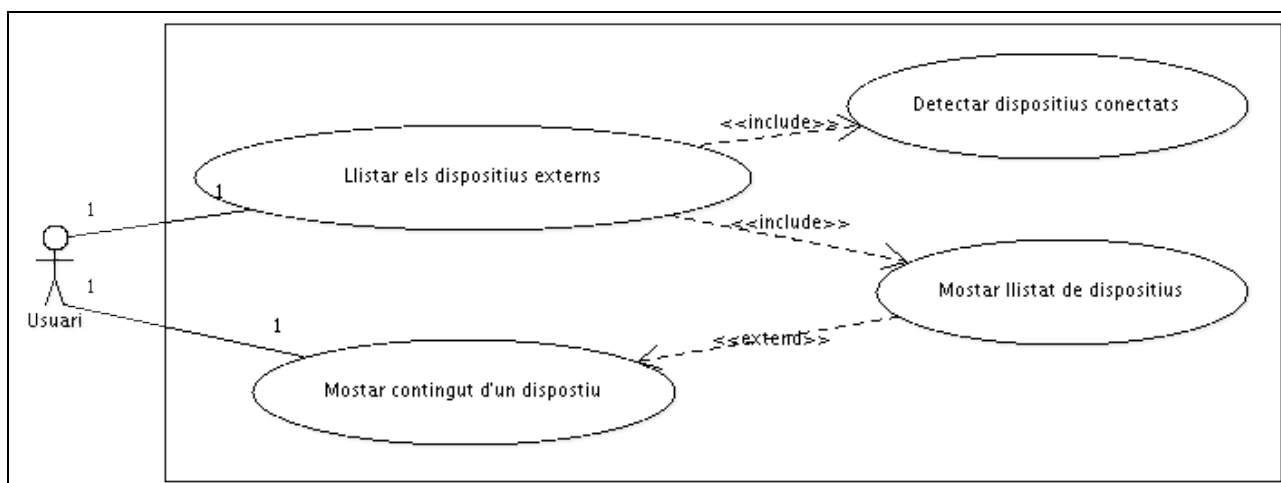 Detectar dispositius conectats
<<include>>
Llistar els dispositius externs
1
1
<<include>>
Mostar llistat de dispositius
1
Usuari
1
<<extend>>
Mostar contingut d'un dispostiu